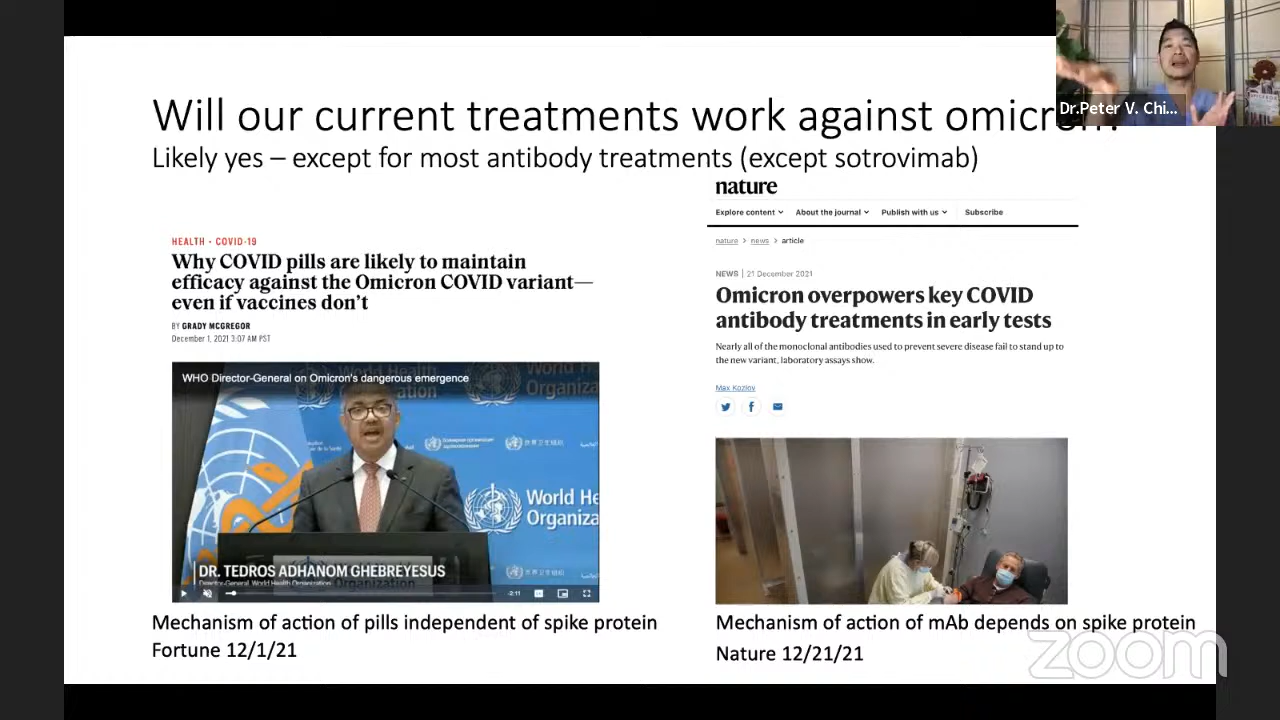 Will our current treatments work against omicron?
Dr.Peter V. Chi...
Likely yes – except for most antibody treatments (except sotrovimab)
HEALTH • COVID-19
Why COVID pills are likely to maintain
efficacy against the Omicron COVID variant—
even if vaccines don't
BY GRADY MCGREGOR
December 1, 2021 3:07 AM PST
WHO Director-General on Omicron's dangerous emergence
World He
Organiza
DR. TEDROS ADHANOM GHEBREYESUS
Director-General, World Health Organization
-2:11
Mechanism of action of pills independent of spike protein
Fortune 12/1/21
nature
Explore content About the journal Publish with us Subscribe
nature > news > article
NEWS | 21 December 2021
Omicron overpowers key COVID
antibody treatments in early tests
Nearly all of the monoclonal antibodies used to prevent severe disease fail to stand up to
the new variant, laboratory assays show.
Max Kozlov
Mechanism of action of mAb depends on spike protein
Nature 12/21/21
zoom